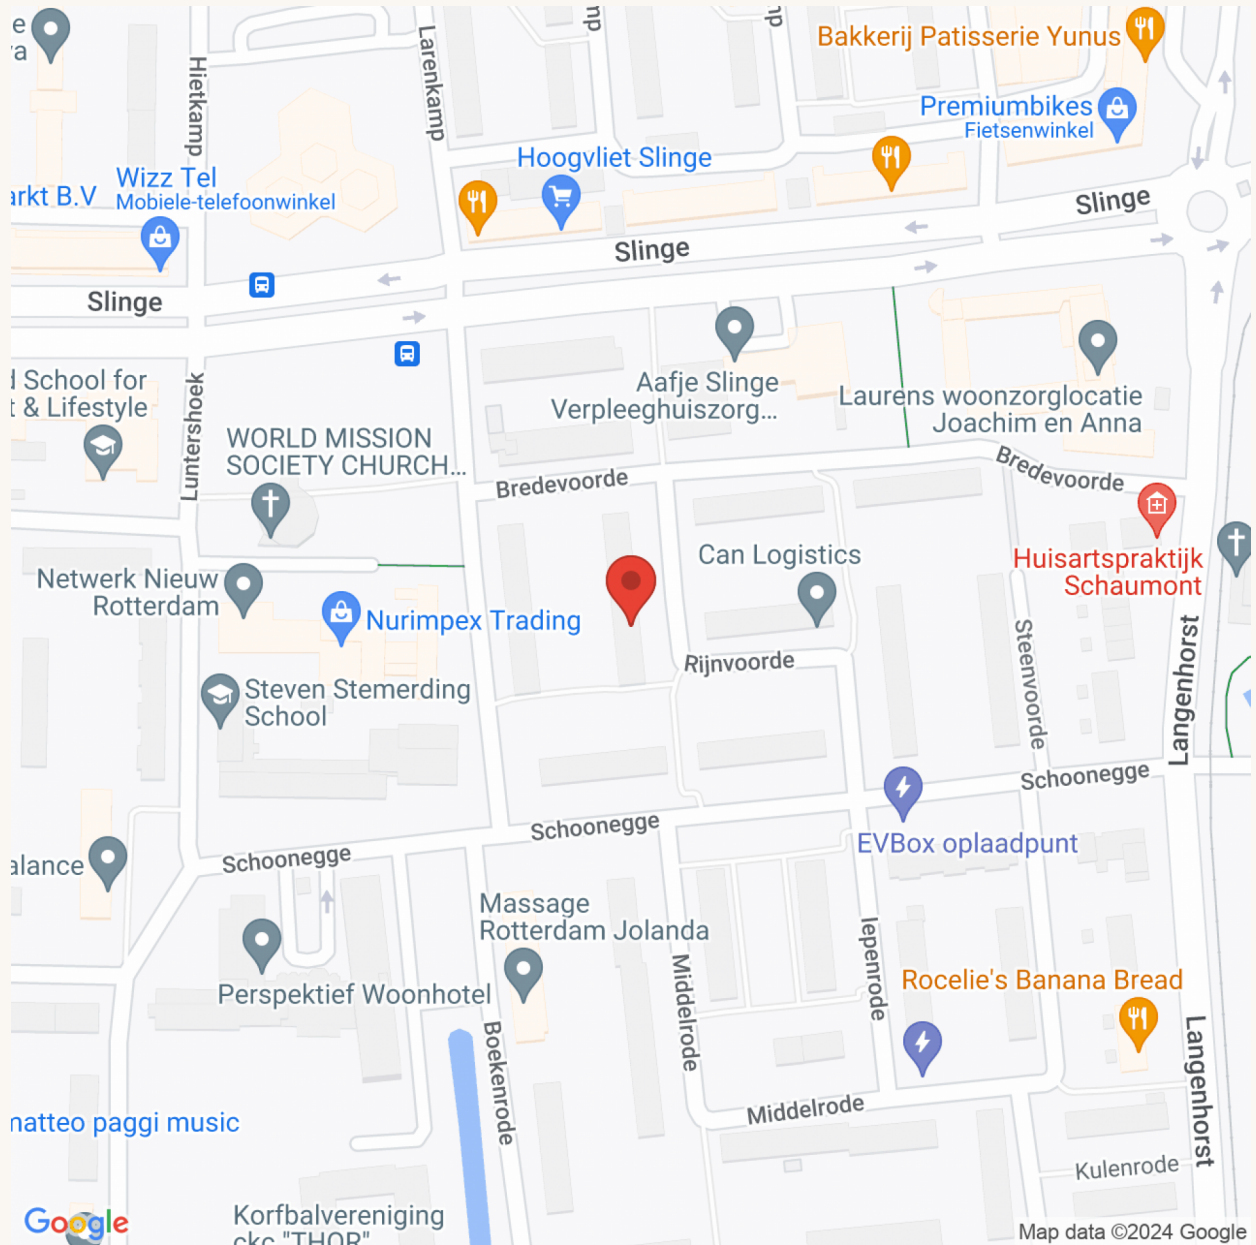 Bakkerij Patisserie Yunus
Larenkamp
Hietkamp
Premiumbikes
Fietsenwinkel
Hoogvliet Slinge
Wizz Tel
Mobiele-telefoonwinkel
B.V
Slinge
Slinge
Slinge
School for
& Lifestyle
Luntershoek
Aafje Slinge
Verpleeghuiszorg...
Laurens woonzorglocatie
Joachim en Anna
WORLD MISSION
SOCIETY CHURCH...
Bredevoorde
Bredevoorde
Can Logistics
Huisartspraktijk
Schaumont
Netwerk Nieuw
Rotterdam
Nurimpex Trading
Rijnvoorde
Steenvoorde
Langenhorst
Steven Stemerding
School
Schoonegge
Schoonegge
Schoonegge
EVBox oplaadpunt
Massage
Rotterdam Jolanda
Perspektief Woonhotel
Iepenrode
Middelrode
Rocelie's Banana Bread
Boekenrode
Langenhorst
Middelrode
paggi music
Kulenrode
Korfbalvereniging
ckc "THOR"
Google
Map data ©2024 Google